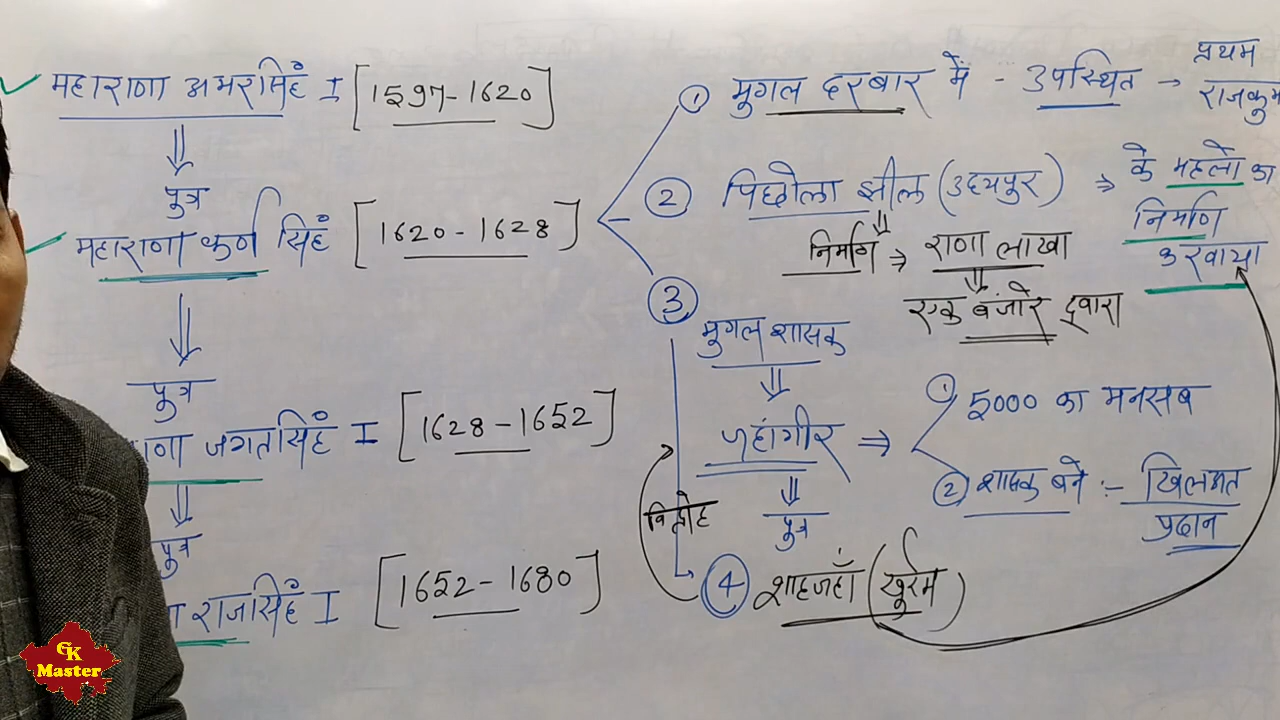 महाराणा अमरसिंहं I [1597-1620]
पुत्र
महाराणा कर्ण सिंहं [1620-1628]
पुत्र
जगतसिंहं I [1628-1652]
पुत्र
राजसिंहं I [1652-1680]
① मुगल दरबार में - उपस्थित → प्रथम
② पिछोला झील (उदयपुर) ⇒ के महलो का
निर्माण
करवाया
निर्माण ⇒ राणा लाखा
एक बंजारे द्वारा
③
मुगल शासक
जहांगीर ⇒
① 5000 का मनसब
② शासक बने :- खिलमत
प्रदान
पुत्र
विद्रोह
④ शाहजहाँ (खुर्रम)
GK
Master